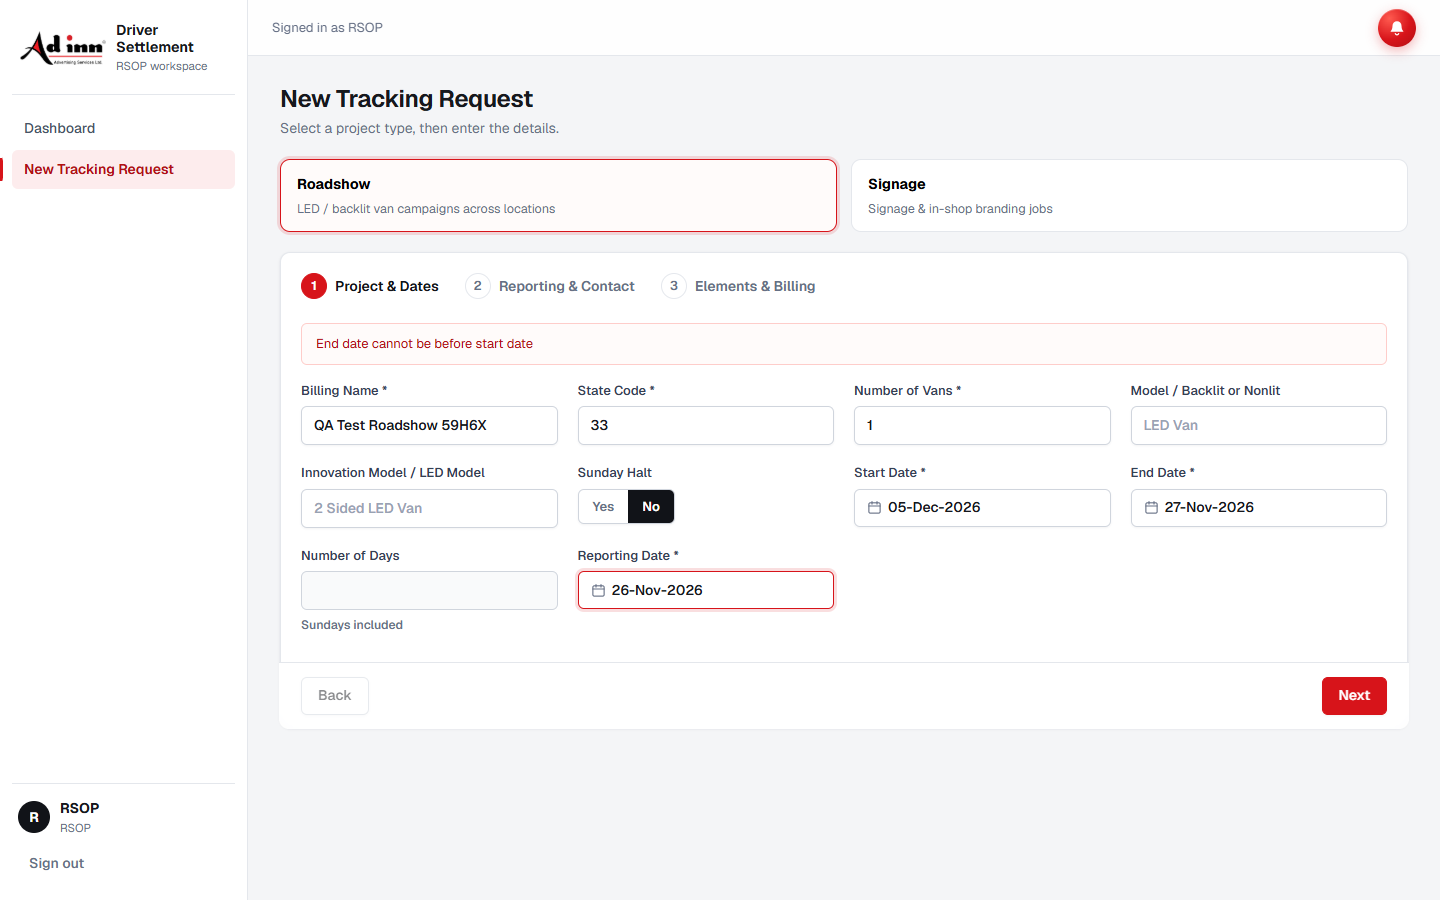 Ad inn
Advertising Services Ltd
Driver
Settlement
RSOP workspace
Dashboard
New Tracking Request
Signed in as RSOP
New Tracking Request
Select a project type, then enter the details.
Roadshow
LED / backlit van campaigns across locations
Signage
Signage & in-shop branding jobs
1 Project & Dates 2 Reporting & Contact 3 Elements & Billing
End date cannot be before start date
Billing Name * State Code * Number of Vans * Model / Backlit or Nonlit
QA Test Roadshow 59H6X 33 1 LED Van
Innovation Model / LED Model Sunday Halt Start Date * End Date *
2 Sided LED Van Yes No 05-Dec-2026 27-Nov-2026
Number of Days Reporting Date *
26-Nov-2026
Sundays included
Back Next
R RSOP
RSOP
Sign out